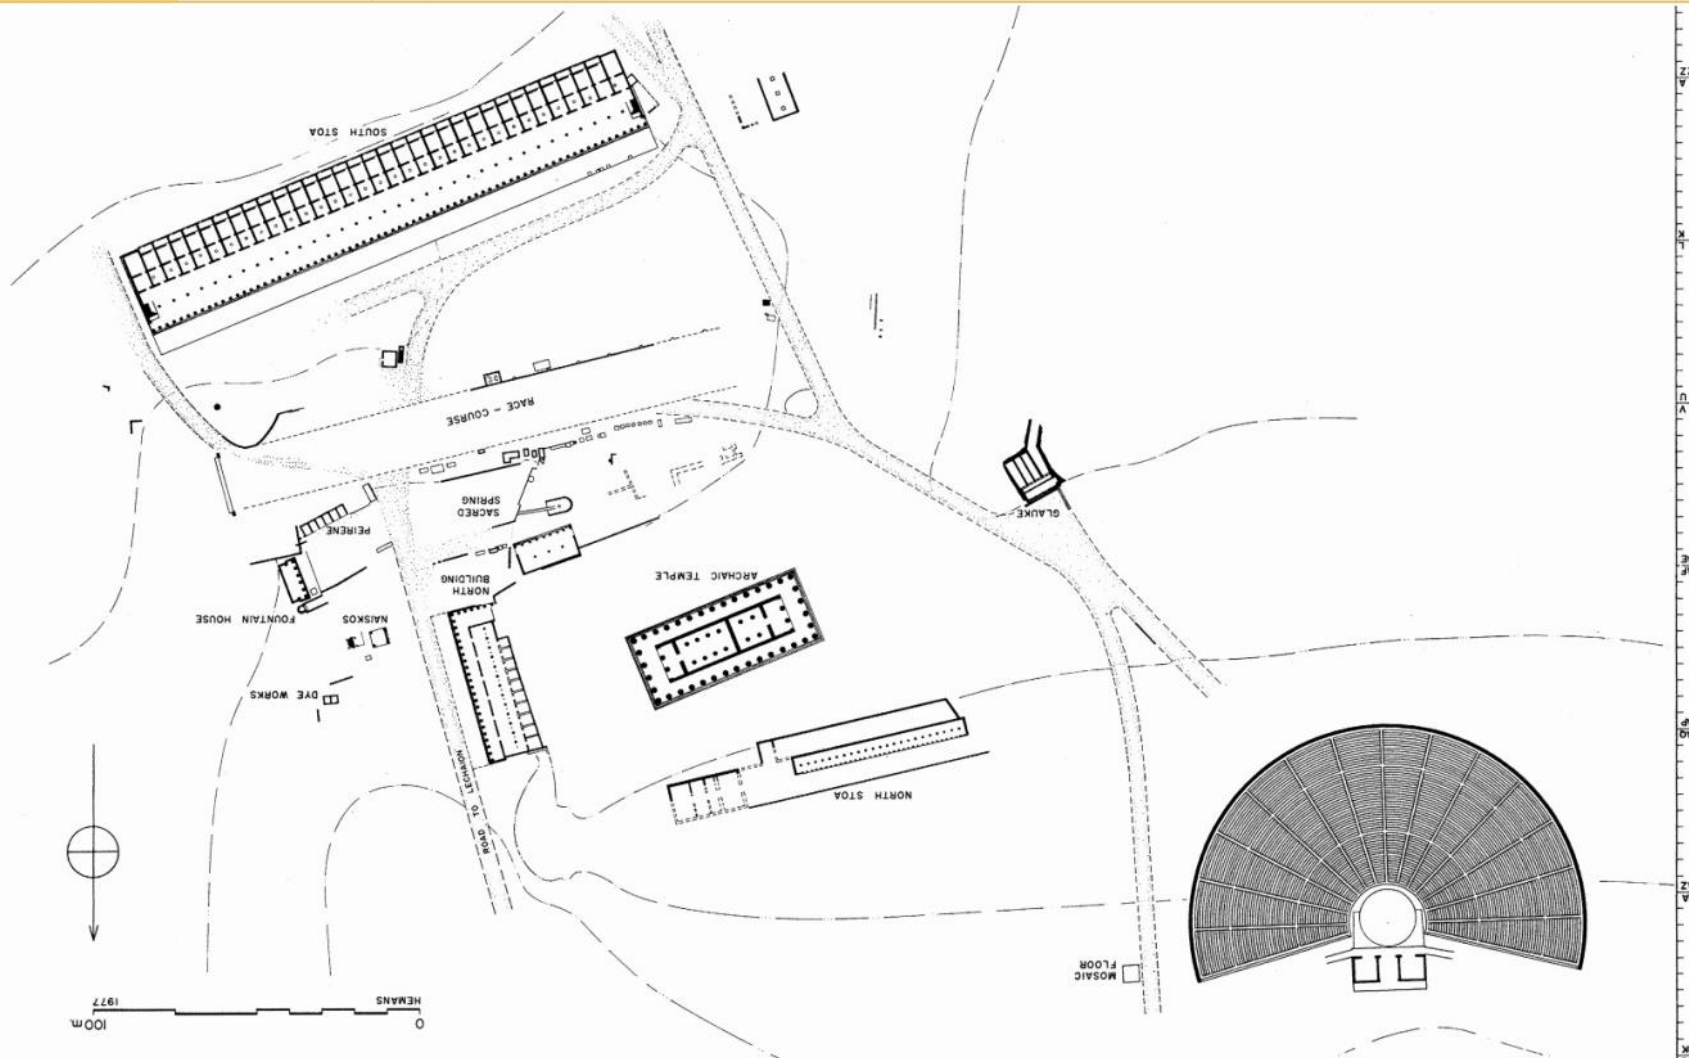 SOUTH STOA
RACE – COURSE
SACRED
SPRING
PEIRENE
GLAUKE
ARCHAIC TEMPLE
NORTH
BUILDING
FOUNTAIN HOUSE
NAISKOS
DYE WORKS
ROAD TO LECHAION
NORTH STOA
MOSAIC
FLOOR
HEMANS
1977
0
100m.